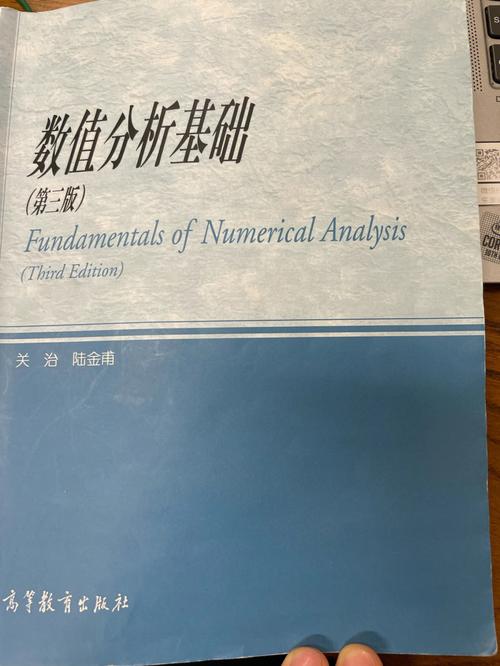 数值分析基础
(第三版)
Fundamentals of Numerical Analysis
(Third Edition)
关 治 陆金甫
高等教育出版社